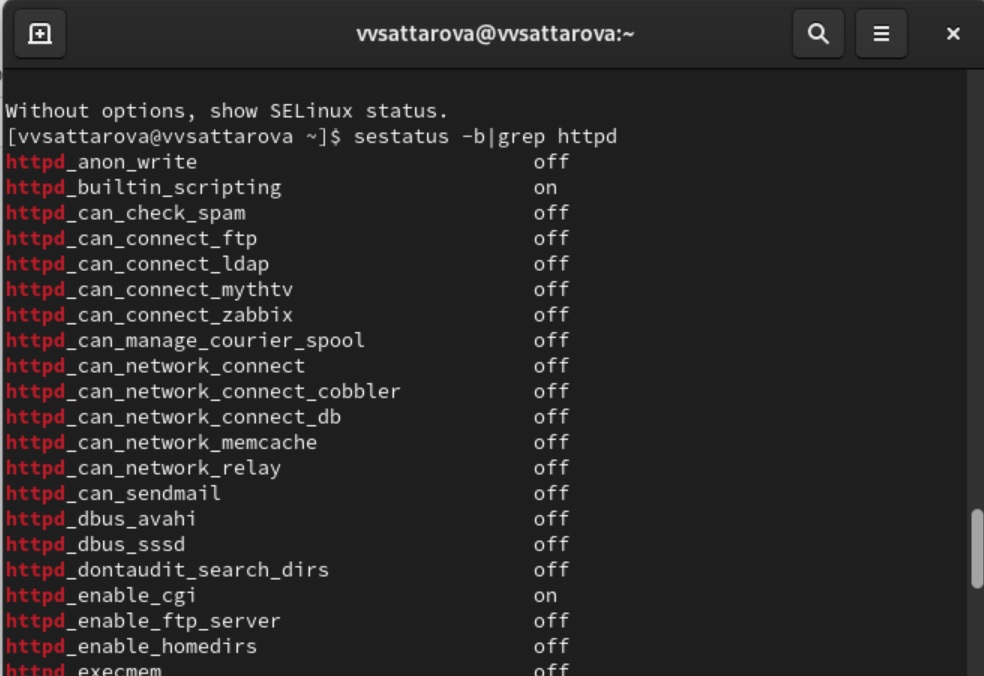 vvsattarova@vvsattarova:~
Without options, show SELinux status.
[vvsattarova@vvsattarova ~]$ sestatus -b|grep httpd
httpd_anon_write off
httpd_builtin_scripting on
httpd_can_check_spam off
httpd_can_connect_ftp off
httpd_can_connect_ldap off
httpd_can_connect_mythtv off
httpd_can_connect_zabbix off
httpd_can_manage_courier_spool off
httpd_can_network_connect off
httpd_can_network_connect_cobbler off
httpd_can_network_connect_db off
httpd_can_network_memcache off
httpd_can_network_relay off
httpd_can_sendmail off
httpd_dbus_avahi off
httpd_dbus_sssd off
httpd_dontaudit_search_dirs off
httpd_enable_cgi on
httpd_enable_ftp_server off
httpd_enable_homedirs off
httpd_execmem off